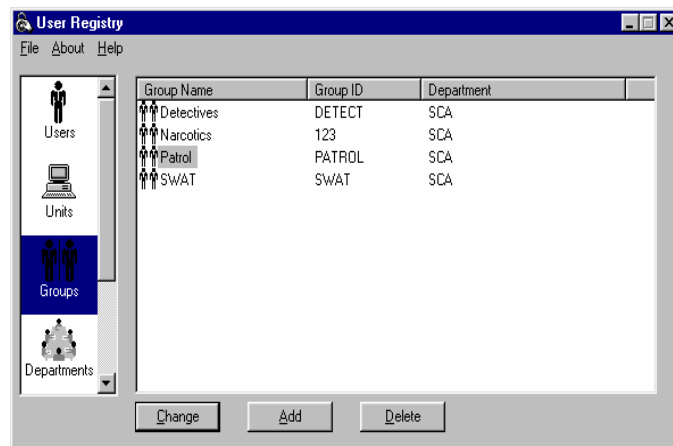 User Registry
File About Help
Group Name Group ID Department
Detectives DETECT SCA
Narcotics 123 SCA
Patrol PATROL SCA
SWAT SWAT SCA
Users
Units
Groups
Departments
Change Add Delete